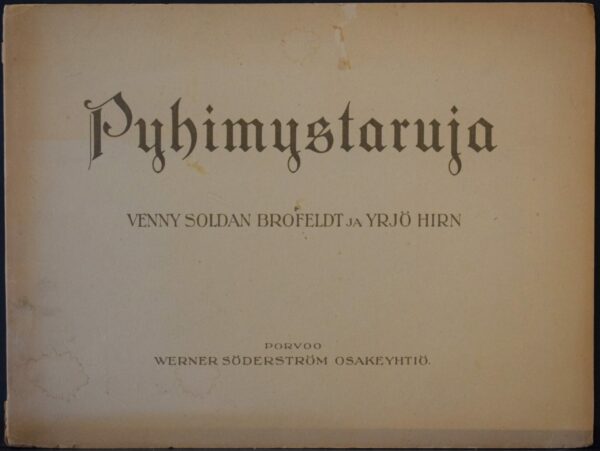 Pyhimystaruja
VENNY SOLDAN BROFELDT JA YRJÖ HIRN
PORVOO
WERNER SÖDERSTRÖM OSAKEYHTIÖ.